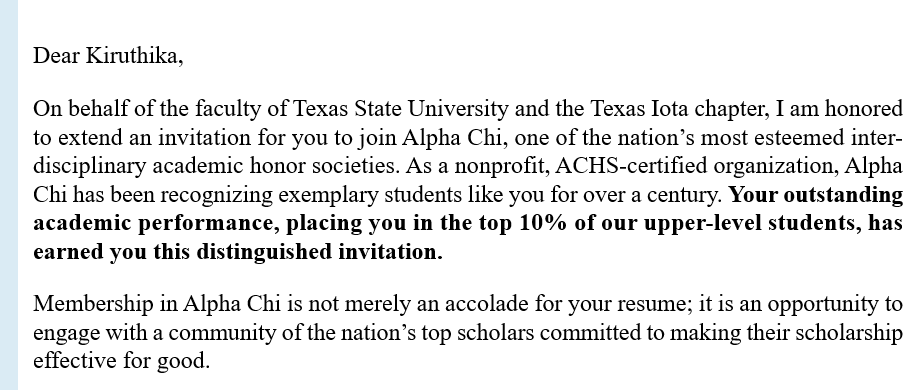 Dear Kiruthika,
On behalf of the faculty of Texas State University and the Texas Iota chapter, I am honored
to extend an invitation for you to join Alpha Chi, one of the nation’s most esteemed inter-
disciplinary academic honor societies. As a nonprofit, ACHS-certified organization, Alpha
Chi has been recognizing exemplary students like you for over a century. Your outstanding
academic performance, placing you in the top 10% of our upper-level students, has
earned you this distinguished invitation.
Membership in Alpha Chi is not merely an accolade for your resume; it is an opportunity to
engage with a community of the nation’s top scholars committed to making their scholarship
effective for good.